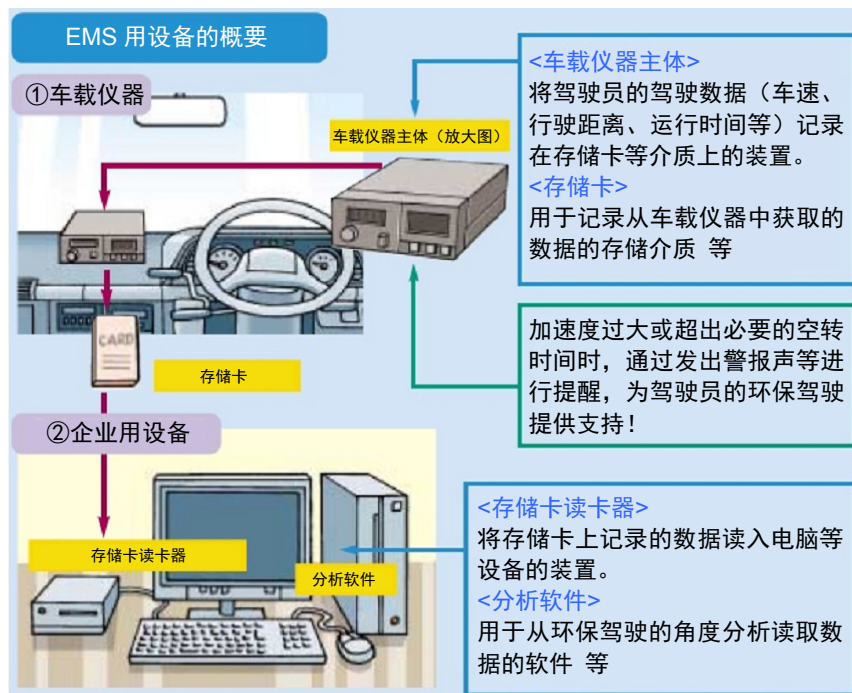 EMS 用设备的概要
①车载仪器
车载仪器主体（放大图）
<车载仪器主体>
将驾驶员的驾驶数据（车速、
行驶距离、运行时间等）记录
在存储卡等介质上的装置。
<存储卡>
用于记录从车载仪器中获取的
数据的存储介质 等
CARD
存储卡
加速度过大或超出必要的空转
时间时，通过发出警报声等进
行提醒，为驾驶员的环保驾驶
提供支持！
②企业用设备
存储卡读卡器
分析软件
<存储卡读卡器>
将存储卡上记录的数据读入电脑等
设备的装置。
<分析软件>
用于从环保驾驶的角度分析读取数
据的软件 等